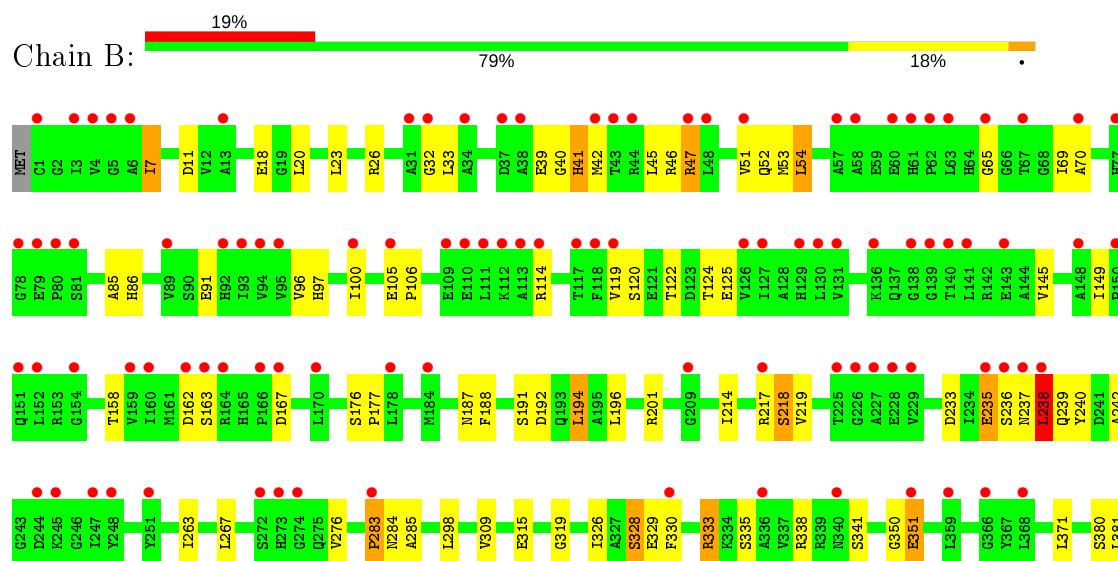 19%
Chain B:
79% 18% •
MET C1 G2 I3 V4 G5 A6 I7 D11 V12 A13 E18 G19 L20 L23 R26 A31 G32 L33 A34 D37 A38 E39 G40 H41 M42 T43 R44 L45 R46 R47 L48 V51 Q52 M53 L54 A57 A58 E59 E60 H61 P62 L63 H64 G65 G66 T67 G68 I69 A70 H77
G78 E79 P80 S81 A85 H86 V89 S90 E91 H92 I93 V94 V95 V96 H97 I100 E105 P106 E109 E110 L111 K112 A113 R114 T117 F118 V119 S120 E121 T122 D123 T124 E125 V126 I127 A128 H129 L130 V131 K136 Q137 G138 G139 T140 L141 R142 E143 A144 V145 A148 I149 P150
Q151 L152 R153 G154 T158 V159 I160 M161 D162 S163 R164 H165 P166 D167 L170 S176 P177 L178 M184 N187 F188 S191 D192 Q193 L194 A195 L196 R201 G209 I214 R217 S218 V219 T225 G226 A227 E228 V229 D233 I234 E235 S236 N237 L238 Q239 Y240 D241 A242
G243 D244 K245 G246 I247 Y248 Y251 I263 L267 S272 H273 G274 Q275 V276 P283 N284 A285 L298 V309 E315 G319 I326 A327 S328 E329 F330 R333 K334 S335 A336 V337 R338 R339 N340 S341 G350 E351 L359 G366 Y367 L368 L371 S380 L381